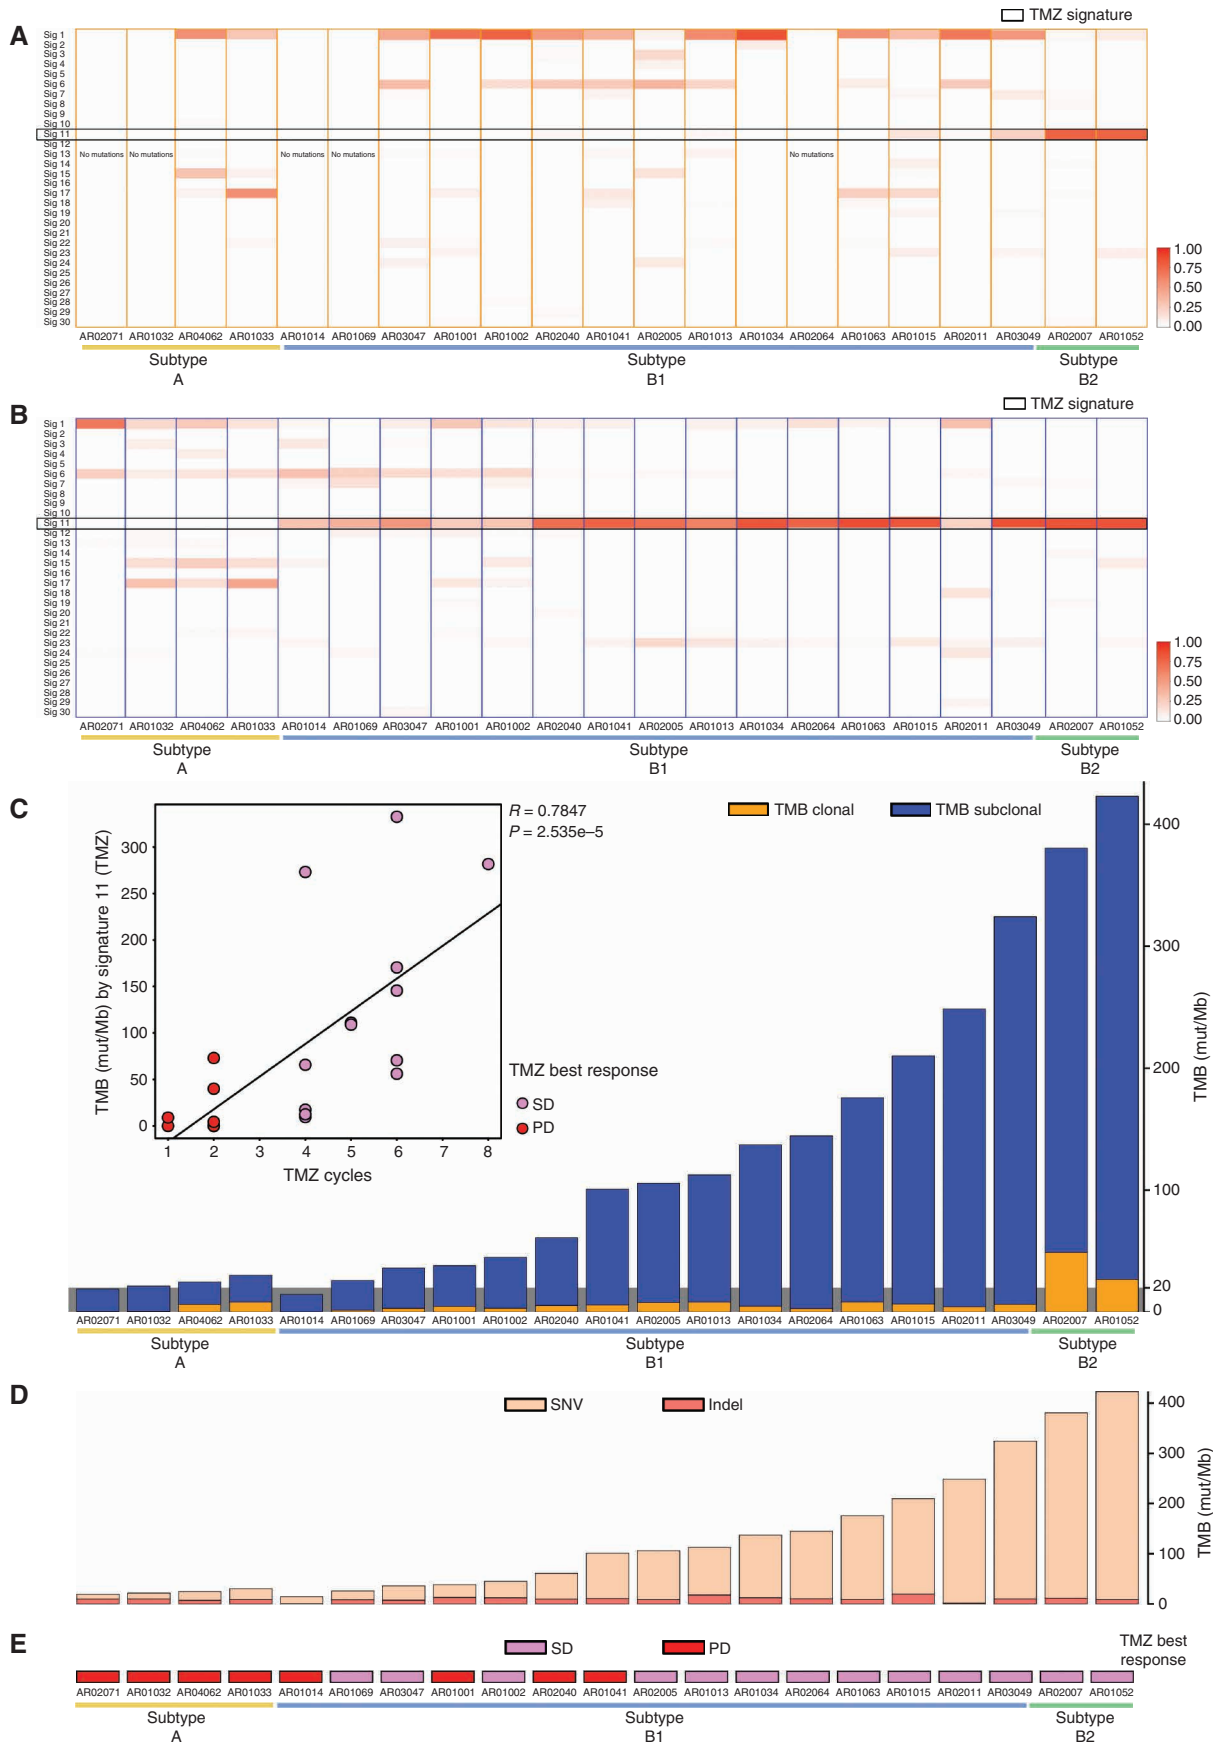 A
TMZ signature
Sig 1
Sig 2
Sig 3
Sig 4
Sig 5
Sig 6
Sig 7
Sig 8
Sig 9
Sig 10
Sig 11
Sig 12
Sig 13
Sig 14
Sig 15
Sig 16
Sig 17
Sig 18
Sig 19
Sig 20
Sig 21
Sig 22
Sig 23
Sig 24
Sig 25
Sig 26
Sig 27
Sig 28
Sig 29
Sig 30
No mutations No mutations No mutations No mutations No mutations
1.00
0.75
0.50
0.25
0.00
AR02071 AR01032 AR04062 AR01033 AR01014 AR01069 AR03047 AR01001 AR01002 AR02040 AR01041 AR02005 AR01013 AR01034 AR02064 AR01063 AR01015 AR02011 AR03049 AR02007 AR01052
Subtype Subtype Subtype
A B1 B2
B
TMZ signature
Sig 1
Sig 2
Sig 3
Sig 4
Sig 5
Sig 6
Sig 7
Sig 8
Sig 9
Sig 10
Sig 11
Sig 12
Sig 13
Sig 14
Sig 15
Sig 16
Sig 17
Sig 18
Sig 19
Sig 20
Sig 21
Sig 22
Sig 23
Sig 24
Sig 25
Sig 26
Sig 27
Sig 28
Sig 29
Sig 30
1.00
0.75
0.50
0.25
0.00
AR02071 AR01032 AR04062 AR01033 AR01014 AR01069 AR03047 AR01001 AR01002 AR02040 AR01041 AR02005 AR01013 AR01034 AR02064 AR01063 AR01015 AR02011 AR03049 AR02007 AR01052
Subtype Subtype Subtype
A B1 B2
C
R = 0.7847
P = 2.535e–5
TMB clonal TMB subclonal
TMB (mut/Mb) by signature 11 (TMZ)
300
250
200
150
100
50
0
1 2 3 4 5 6 7 8
TMZ cycles
TMZ best response
SD
PD
400
300
200
100
20
0
TMB (mut/Mb)
AR02071 AR01032 AR04062 AR01033 AR01014 AR01069 AR03047 AR01001 AR01002 AR02040 AR01041 AR02005 AR01013 AR01034 AR02064 AR01063 AR01015 AR02011 AR03049 AR02007 AR01052
Subtype Subtype Subtype
A B1 B2
D
SNV Indel
400
300
200
100
0
TMB (mut/Mb)
E
SD PD
TMZ best
response
AR02071 AR01032 AR04062 AR01033 AR01014 AR01069 AR03047 AR01001 AR01002 AR02040 AR01041 AR02005 AR01013 AR01034 AR02064 AR01063 AR01015 AR02011 AR03049 AR02007 AR01052
Subtype Subtype Subtype
A B1 B2